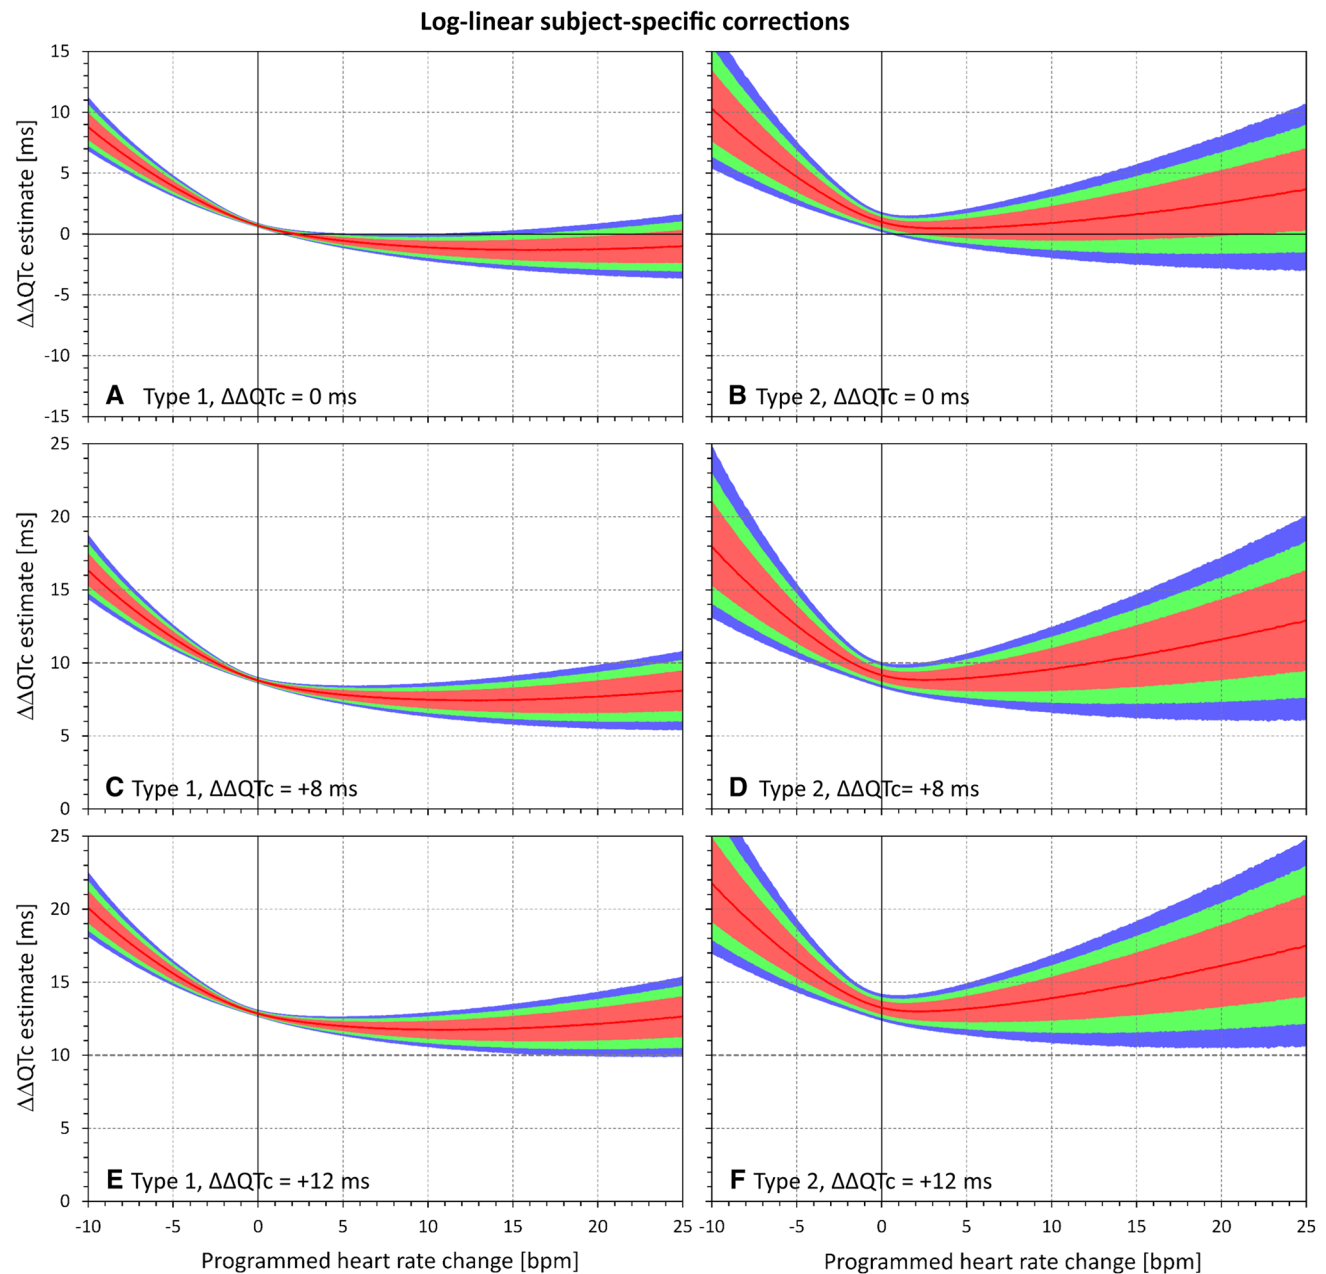 Log-linear subject-specific corrections
15
10
5
0
-5
-10
-15
ΔΔQTc estimate [ms]
A Type 1, ΔΔQTc = 0 ms
B Type 2, ΔΔQTc = 0 ms
25
20
15
10
5
0
ΔΔQTc estimate [ms]
C Type 1, ΔΔQTc = +8 ms
D Type 2, ΔΔQTc= +8 ms
25
20
15
10
5
0
ΔΔQTc estimate [ms]
E Type 1, ΔΔQTc = +12 ms
F Type 2, ΔΔQTc = +12 ms
-10 -5 0 5 10 15 20 25 -10 -5 0 5 10 15 20 25
Programmed heart rate change [bpm] Programmed heart rate change [bpm]